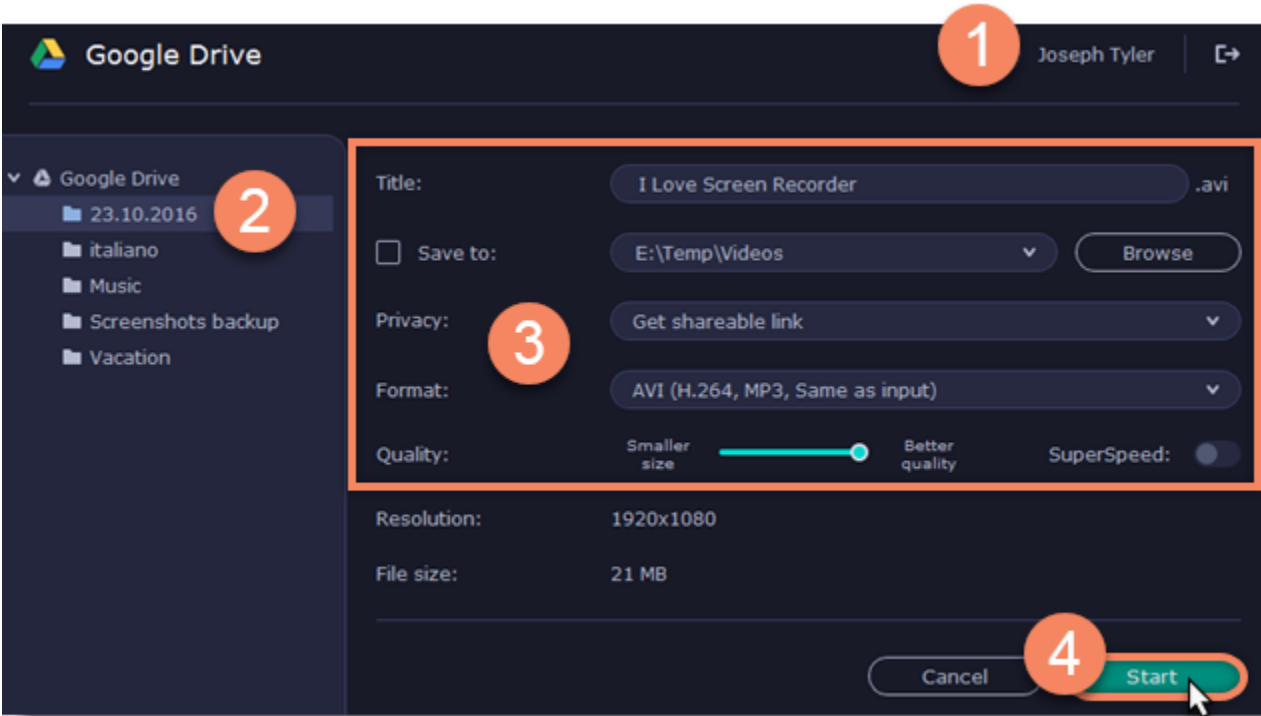 Google Drive
1
Joseph Tyler
Google Drive
23.10.2016
2
italiano
Music
Screenshots backup
Vacation
Title:
I Love Screen Recorder
.avi
Save to:
E:\Temp\Videos
Browse
Privacy:
3
Get shareable link
Format:
AVI (H.264, MP3, Same as input)
Quality:
Smaller
size
Better
quality
SuperSpeed:
Resolution:
1920x1080
File size:
21 MB
Cancel
4
Start